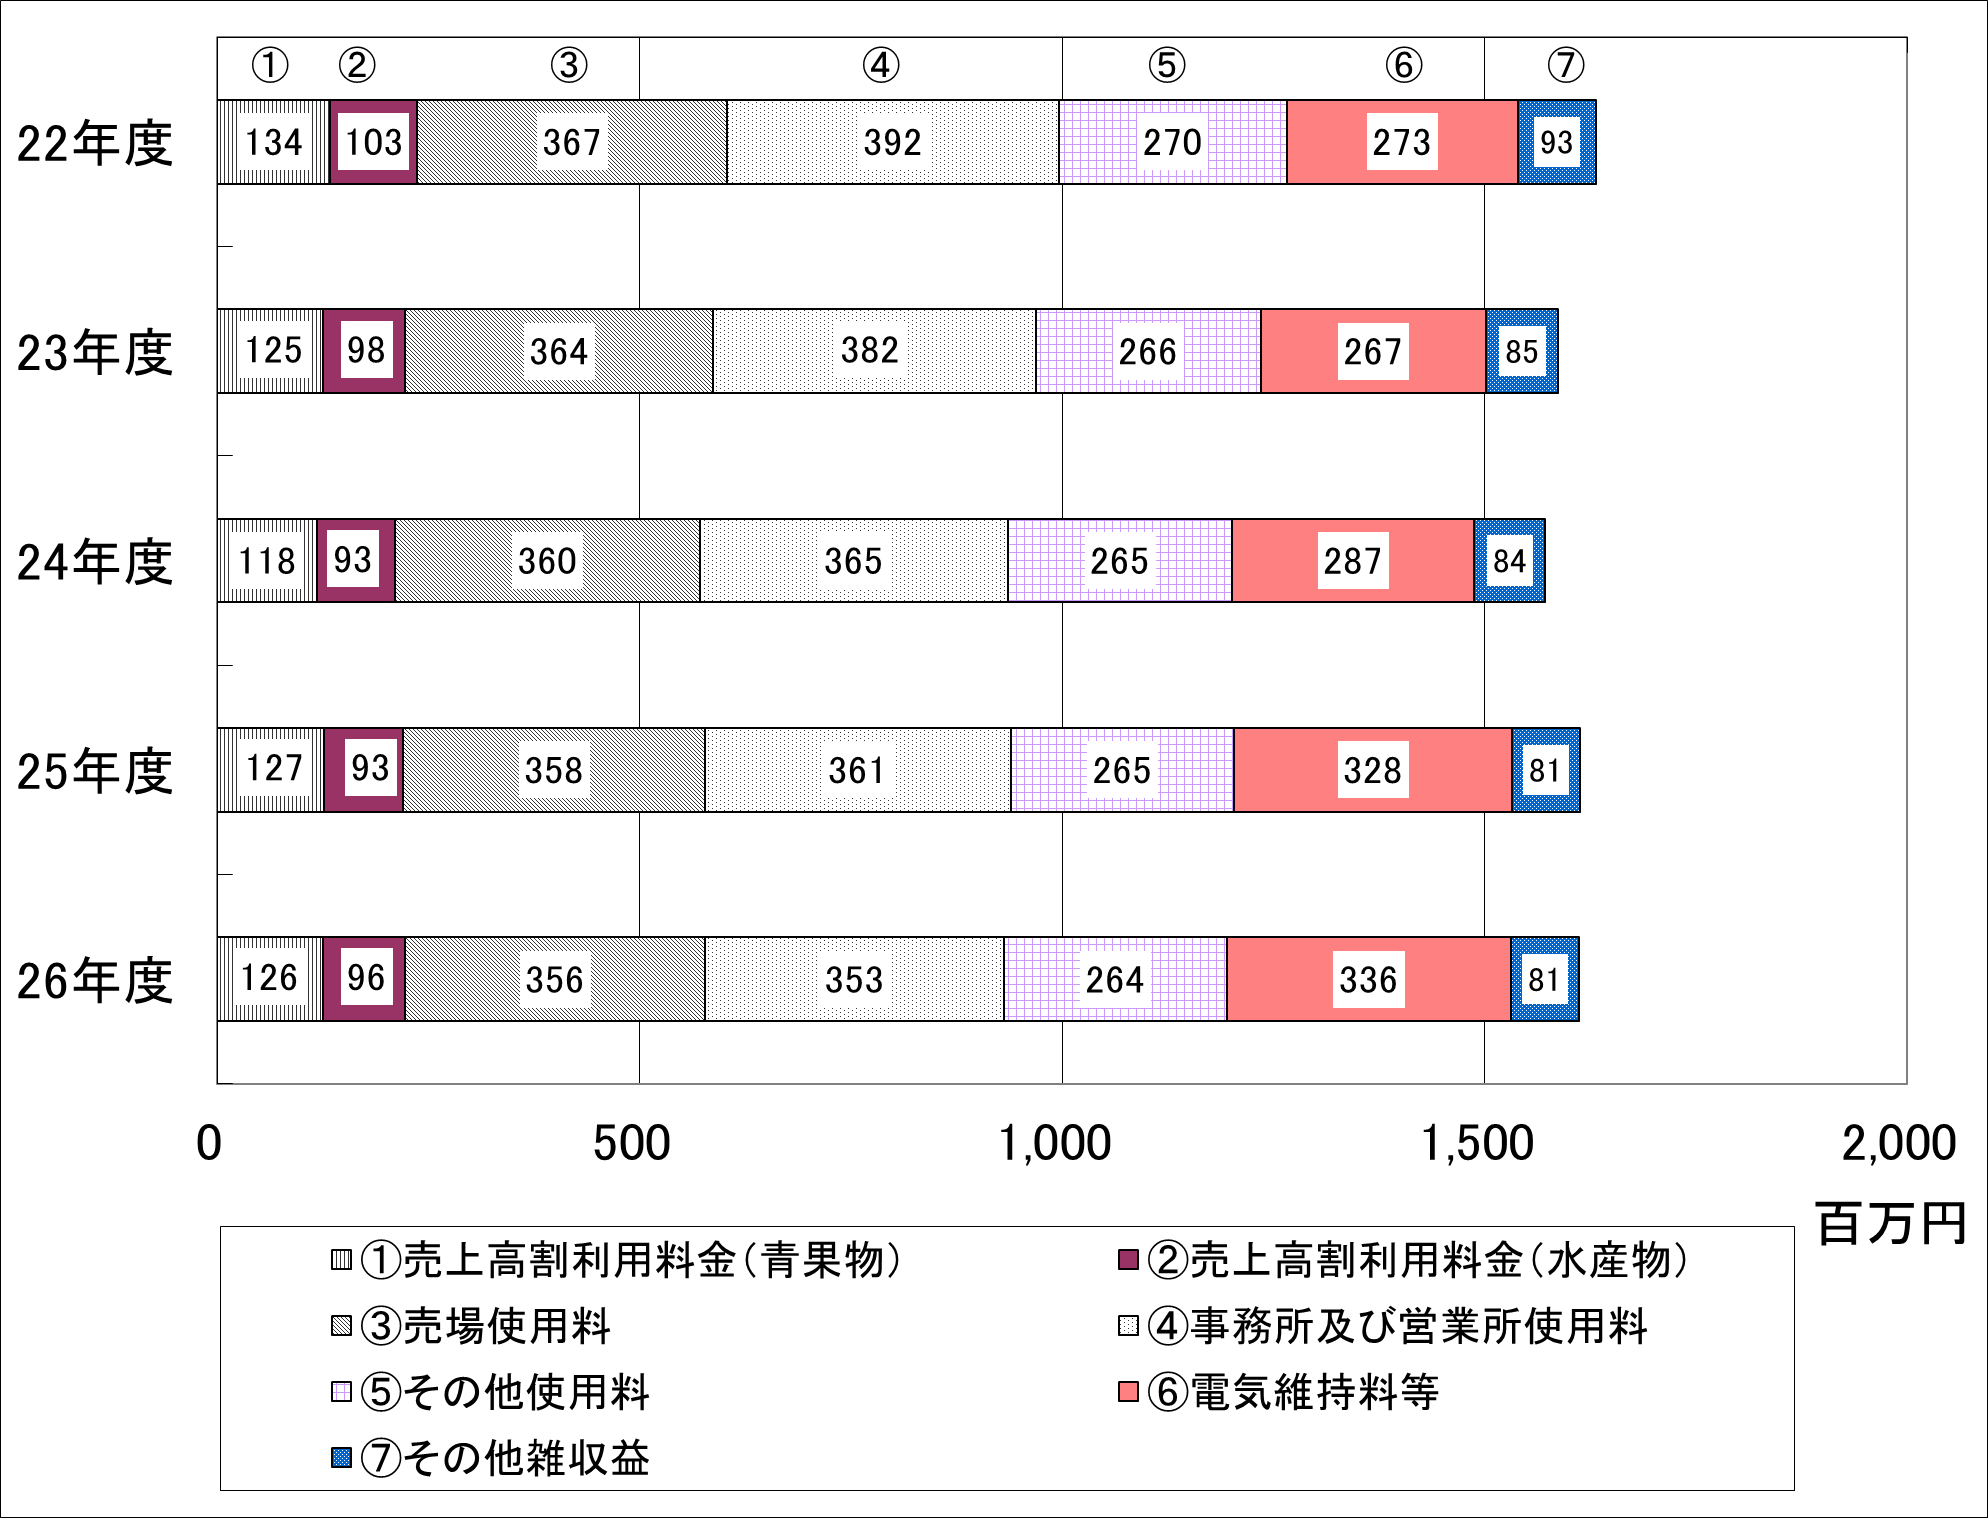 ① ② ③ ④ ⑤ ⑥ ⑦
22年度 134 103 367 392 270 273 93
23年度 125 98 364 382 266 267 85
24年度 118 93 360 365 265 287 84
25年度 127 93 358 361 265 328 81
26年度 126 96 356 353 264 336 81
0 500 1,000 1,500 2,000
百万円
①売上高割利用料金（青果物） ②売上高割利用料金（水産物）
③売場使用料 ④事務所及び営業所使用料
⑤その他使用料 ⑥電気維持料等
⑦その他雑収益